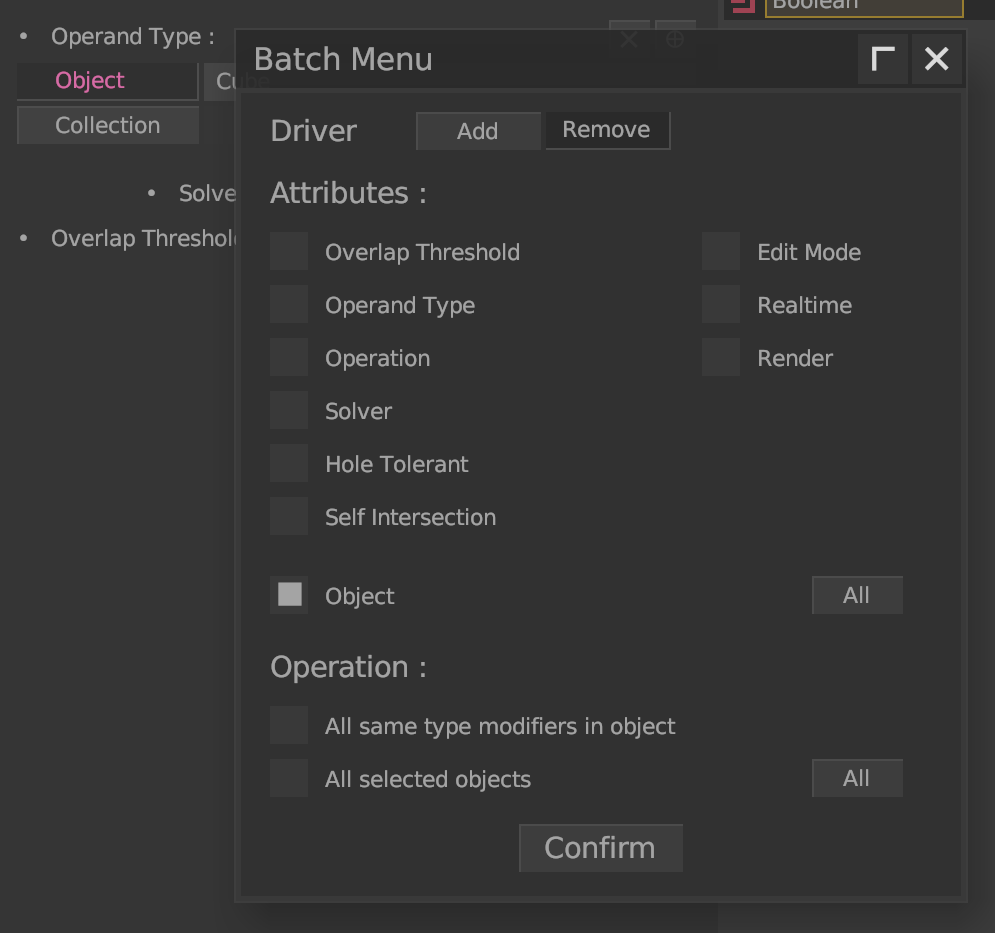 Boolean
• Operand Type :
Batch Menu
Object
Cube
Collection
Driver
Add
Remove
Attributes :
• Solve
• Overlap Threshold
Overlap Threshold
Edit Mode
Operand Type
Realtime
Operation
Render
Solver
Hole Tolerant
Self Intersection
Object
All
Operation :
All same type modifiers in object
All selected objects
All
Confirm